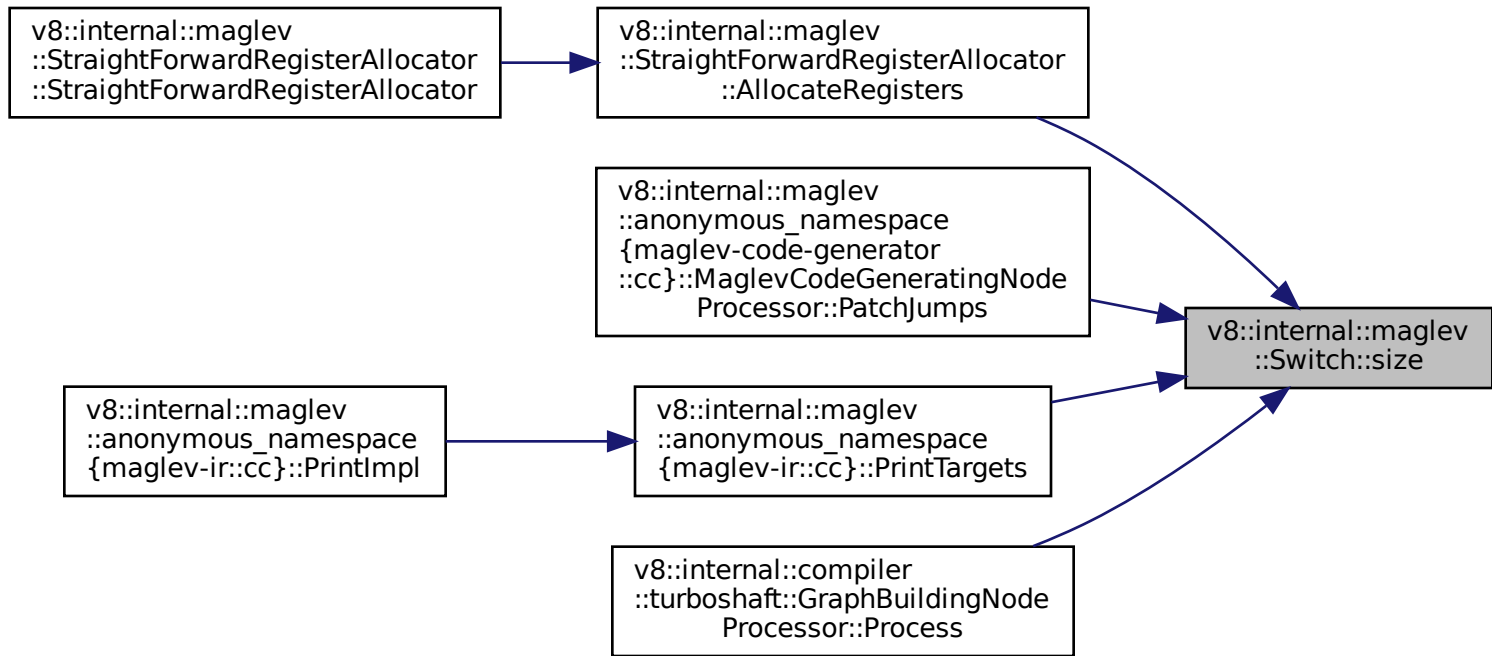 v8::internal::maglev
::StraightForwardRegisterAllocator
::StraightForwardRegisterAllocator
v8::internal::maglev
::StraightForwardRegisterAllocator
::AllocateRegisters
v8::internal::maglev
::anonymous_namespace
{maglev-code-generator
::cc}::MaglevCodeGeneratingNode
Processor::PatchJumps
v8::internal::maglev
::Switch::size
v8::internal::maglev
::anonymous_namespace
{maglev-ir::cc}::PrintImpl
v8::internal::maglev
::anonymous_namespace
{maglev-ir::cc}::PrintTargets
v8::internal::compiler
::turboshaft::GraphBuildingNode
Processor::Process